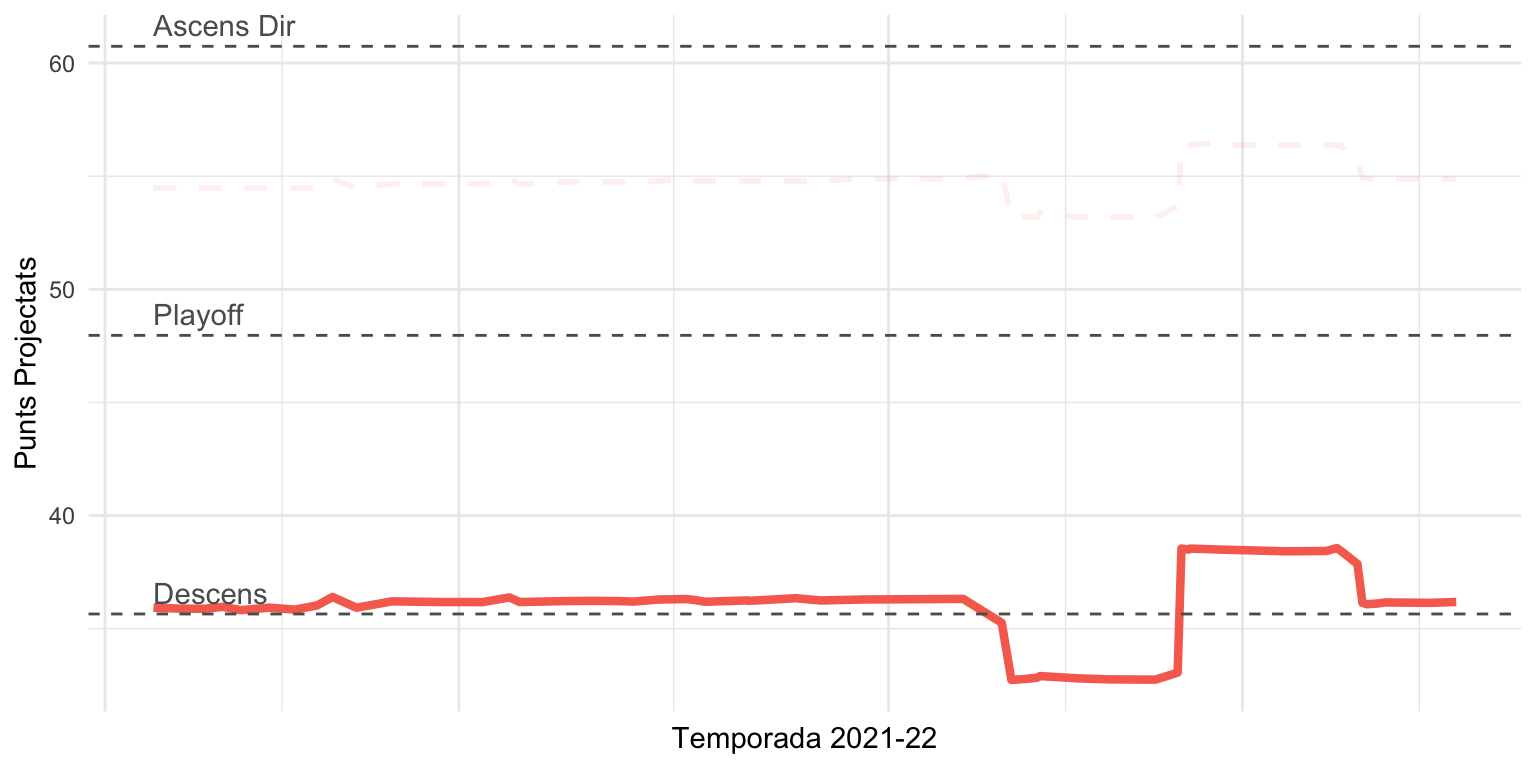 Ascens Dir
60
50
Playoff
Punts Projectats
40
Descens
Temporada 2021-22